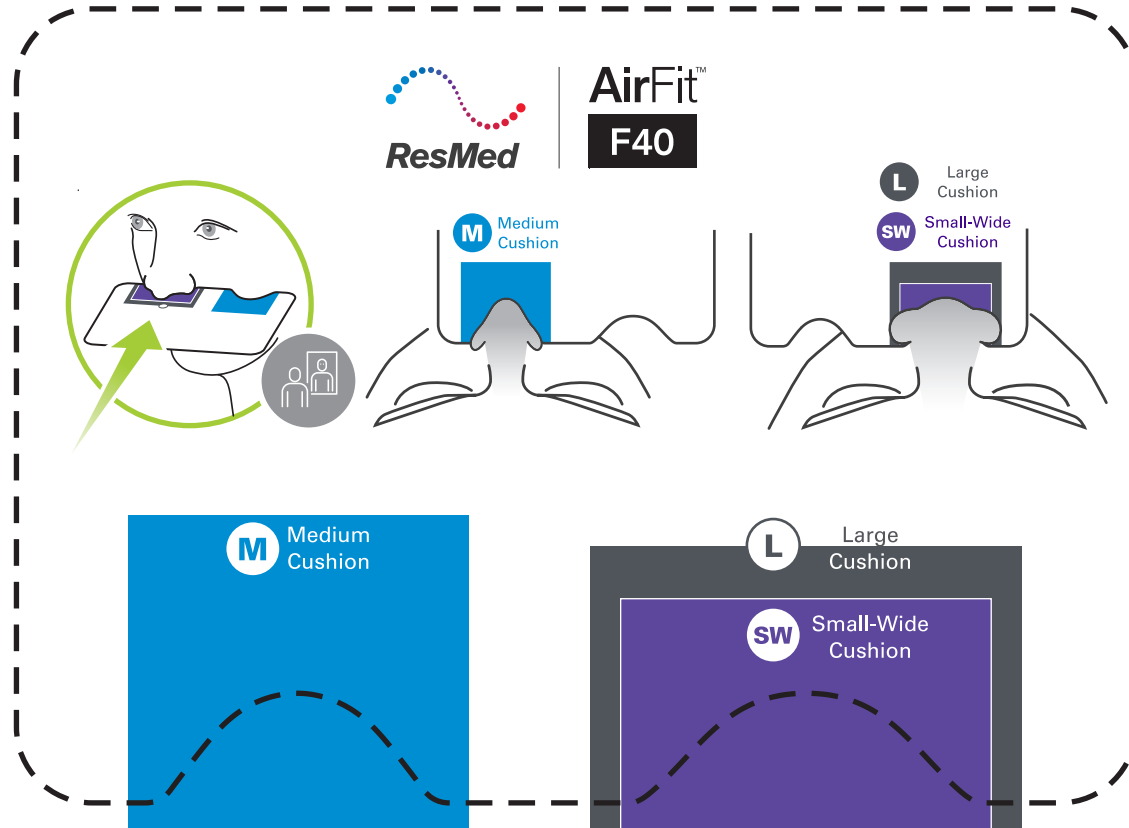 ResMed
AirFit™
F40
M Medium
Cushion
L Large
Cushion
SW Small-Wide
Cushion
M Medium
Cushion
L Large
Cushion
SW Small-Wide
Cushion